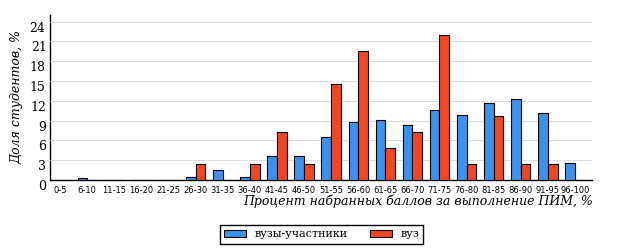 Доля студентов, %
24
21
18
15
12
9
6
3
0
0-5 6-10 11-15 16-20 21-25 26-30 31-35 36-40 41-45 46-50 51-55 56-60 61-65 66-70 71-75 76-80 81-85 86-90 91-95 96-100
Процент набранных баллов за выполнение ПИМ, %
вузы-участники вуз